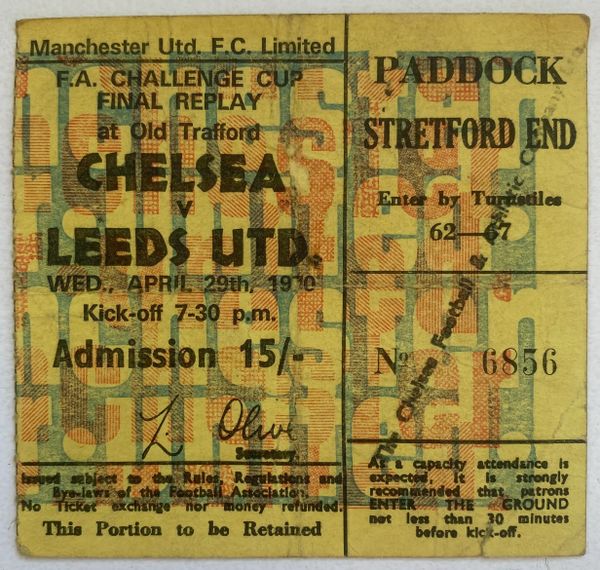 Manchester Utd. F.C. Limited
F.A. CHALLENGE CUP
FINAL REPLAY
at Old Trafford
CHELSEA
v
LEEDS UTD.
WED., APRIL 29th, 1970
Kick-off 7-30 p.m.
Admission 15/-
L Olive
Secretary.
Issued subject to the Rules, Regulations and
Bye-laws of the Football Association.
No Ticket exchange nor money refunded.
This Portion to be Retained
PADDOCK
STRETFORD END
Enter by Turnstiles
62—67
No 6856
The Chelsea Football & Athletic Company
As a capacity attendance is
expected, it is strongly
recommended that patrons
ENTER THE GROUND
not less than 30 minutes
before kick-off.